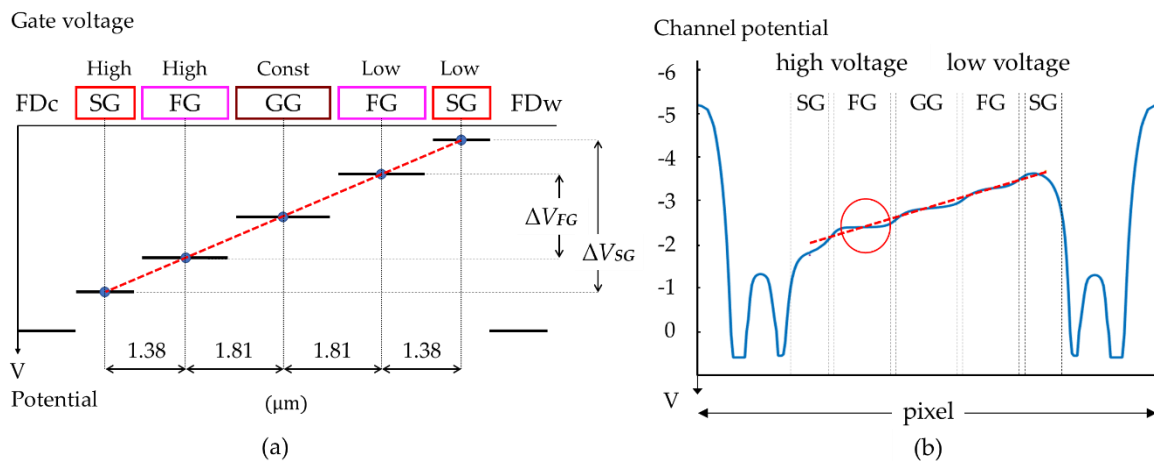 Gate voltage
High High Const Low Low
FDc SG FG GG FG SG FDw
ΔV_FG
ΔV_SG
1.38 1.81 1.81 1.38
V
Potential (μm)
(a)
Channel potential
-6
high voltage low voltage
-5
SG FG GG FG SG
-4
-3
-2
-1
0
V
pixel
(b)